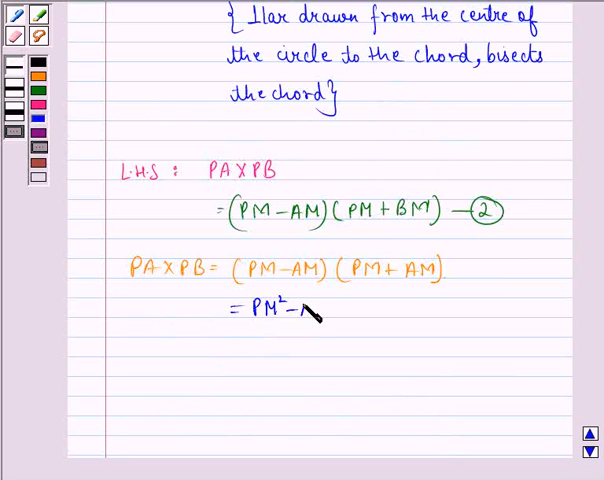 { ⊥lar drawn from the centre of
the circle to the chord, bisects
the chord}
L.H.S : PA X PB
= (PM - AM) (PM + BM) — 2
PA X PB = (PM - AM) (PM + AM)
= PM² -